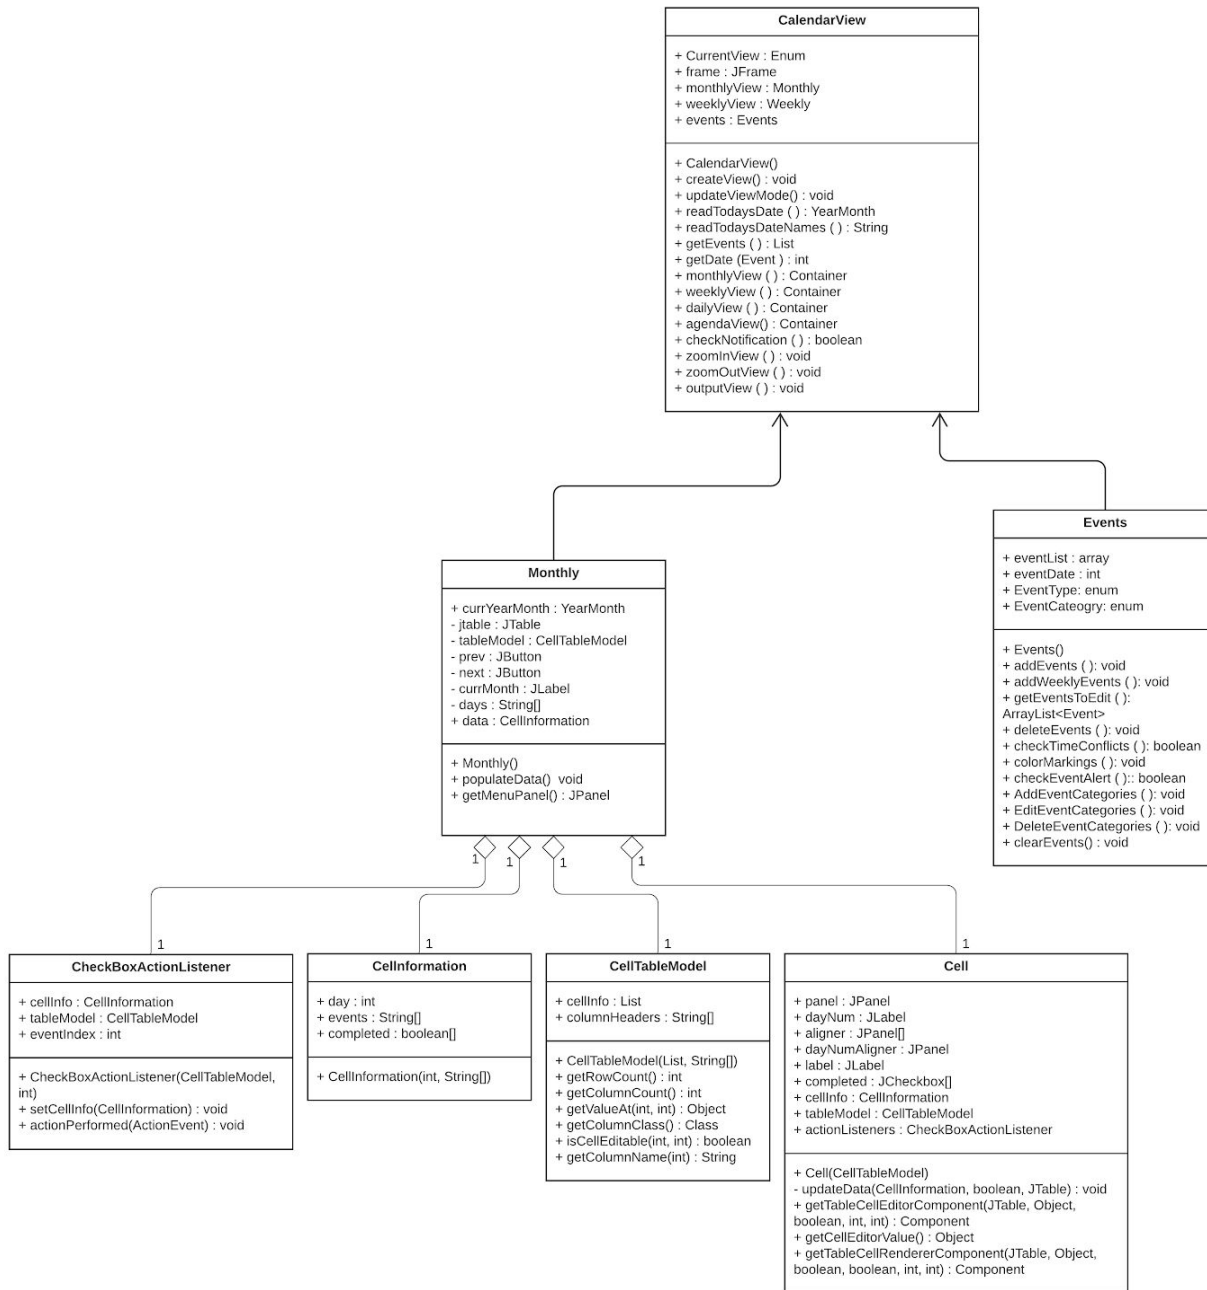 CalendarView
+ CurrentView : Enum
+ frame : JFrame
+ monthlyView : Monthly
+ weeklyView : Weekly
+ events : Events
+ CalendarView()
+ createView() : void
+ updateViewMode() : void
+ readTodaysDate ( ) : YearMonth
+ readTodaysDateNames ( ) : String
+ getEvents ( ) : List
+ getDate (Event ) : int
+ monthlyView ( ) : Container
+ weeklyView ( ) : Container
+ dailyView ( ) : Container
+ agendaView() : Container
+ checkNotification ( ) : boolean
+ zoomInView ( ) : void
+ zoomOutView ( ) : void
+ outputView ( ) : void
Events
+ eventList : array
+ eventDate : int
+ EventType: enum
+ EventCateogry: enum
+ Events()
+ addEvents ( ): void
+ addWeeklyEvents ( ): void
+ getEventsToEdit ( ):
ArrayList<Event>
+ deleteEvents ( ): void
+ checkTimeConflicts ( ): boolean
+ colorMarkings ( ): void
+ checkEventAlert ( ):: boolean
+ AddEventCategories ( ): void
+ EditEventCategories ( ): void
+ DeleteEventCategories ( ): void
+ clearEvents() : void
Monthly
+ currYearMonth : YearMonth
- jtable : JTable
- tableModel : CellTableModel
- prev : JButton
- next : JButton
- currMonth : JLabel
- days : String[]
+ data : CellInformation
+ Monthly()
+ populateData()  void
+ getMenuPanel() : JPanel
1
1
1
1
1
1
1
1
CheckBoxActionListener
+ cellInfo : CellInformation
+ tableModel : CellTableModel
+ eventIndex : int
+ CheckBoxActionListener(CellTableModel,
int)
+ setCellInfo(CellInformation) : void
+ actionPerformed(ActionEvent) : void
CellInformation
+ day : int
+ events : String[]
+ completed : boolean[]
+ CellInformation(int, String[])
CellTableModel
+ cellInfo : List
+ columnHeaders : String[]
+ CellTableModel(List, String[])
+ getRowCount() : int
+ getColumnCount() : int
+ getValueAt(int, int) : Object
+ getColumnClass() : Class
+ isCellEditable(int, int) : boolean
+ getColumnName(int) : String
Cell
+ panel : JPanel
+ dayNum : JLabel
+ aligner : JPanel[]
+ dayNumAligner : JPanel
+ label : JLabel
+ completed : JCheckbox[]
+ cellInfo : CellInformation
+ tableModel : CellTableModel
+ actionListeners : CheckBoxActionListener
+ Cell(CellTableModel)
- updateData(CellInformation, boolean, JTable) : void
+ getTableCellEditorComponent(JTable, Object,
boolean, int, int) : Component
+ getCellEditorValue() : Object
+ getTableCellRendererComponent(JTable, Object,
boolean, boolean, int, int) : Component